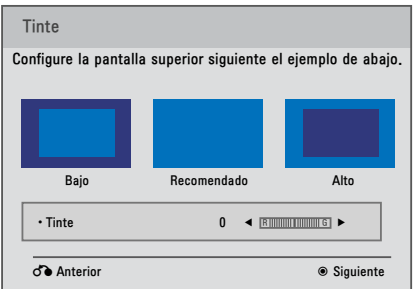 Tinte
Configure la pantalla superior siguiente el ejemplo de abajo.
Bajo Recomendado Alto
• Tinte 0 ◄ R G ►
Anterior ◉ Siguiente